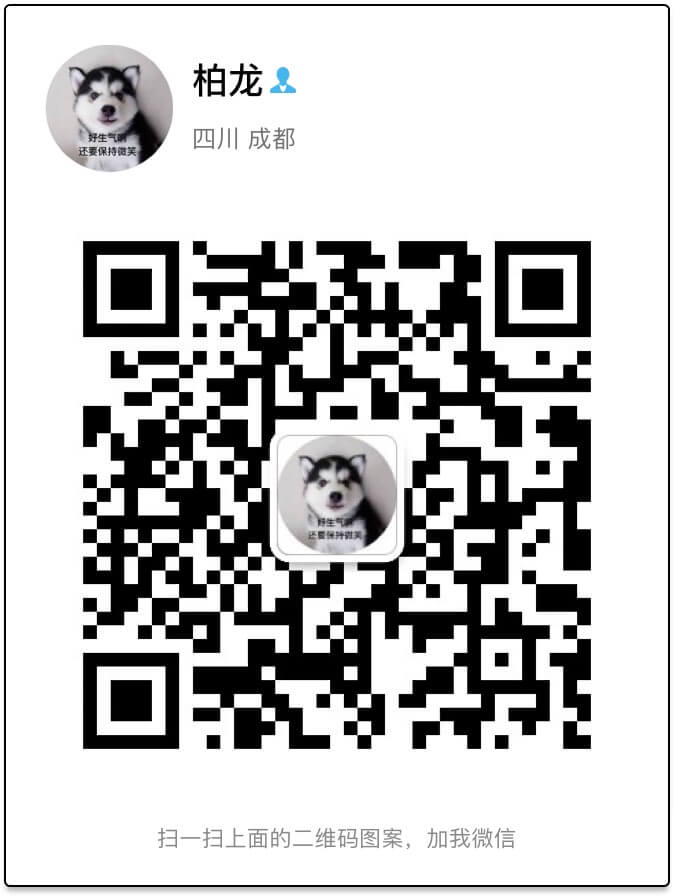 柏龙
四川 成都
好生气啊
还要保持微笑
好生气啊
还要保持微笑
扫一扫上面的二维码图案，加我微信